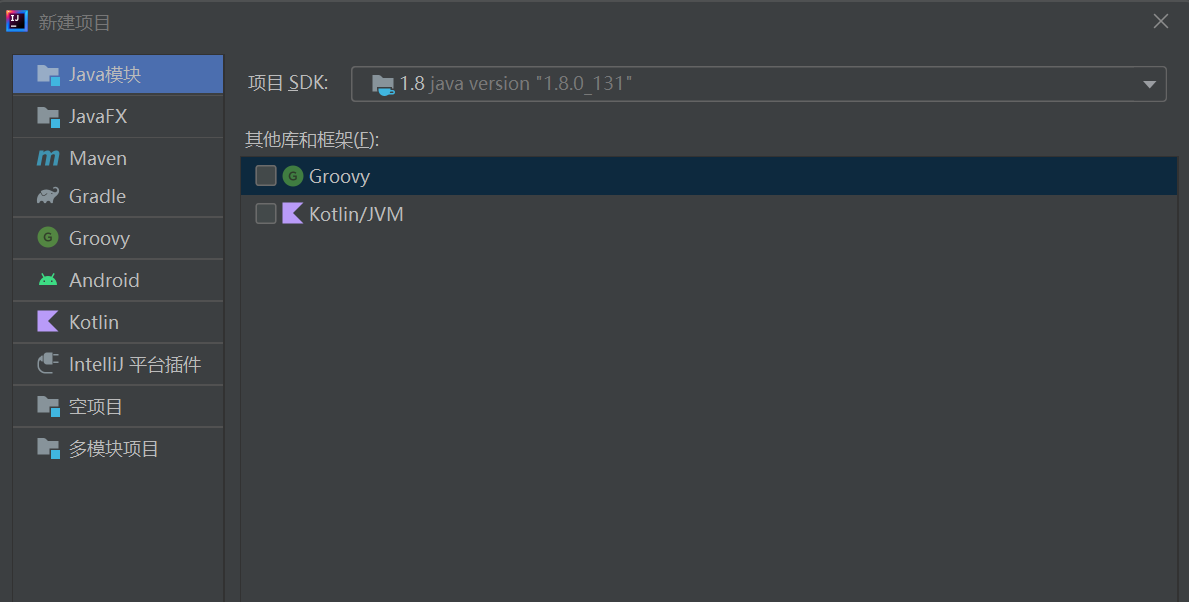 新建项目
Java模块
JavaFX
Maven
Gradle
Groovy
Android
Kotlin
IntelliJ 平台插件
空项目
多模块项目
项目 SDK: 1.8 java version "1.8.0_131"
其他库和框架(F):
Groovy
Kotlin/JVM